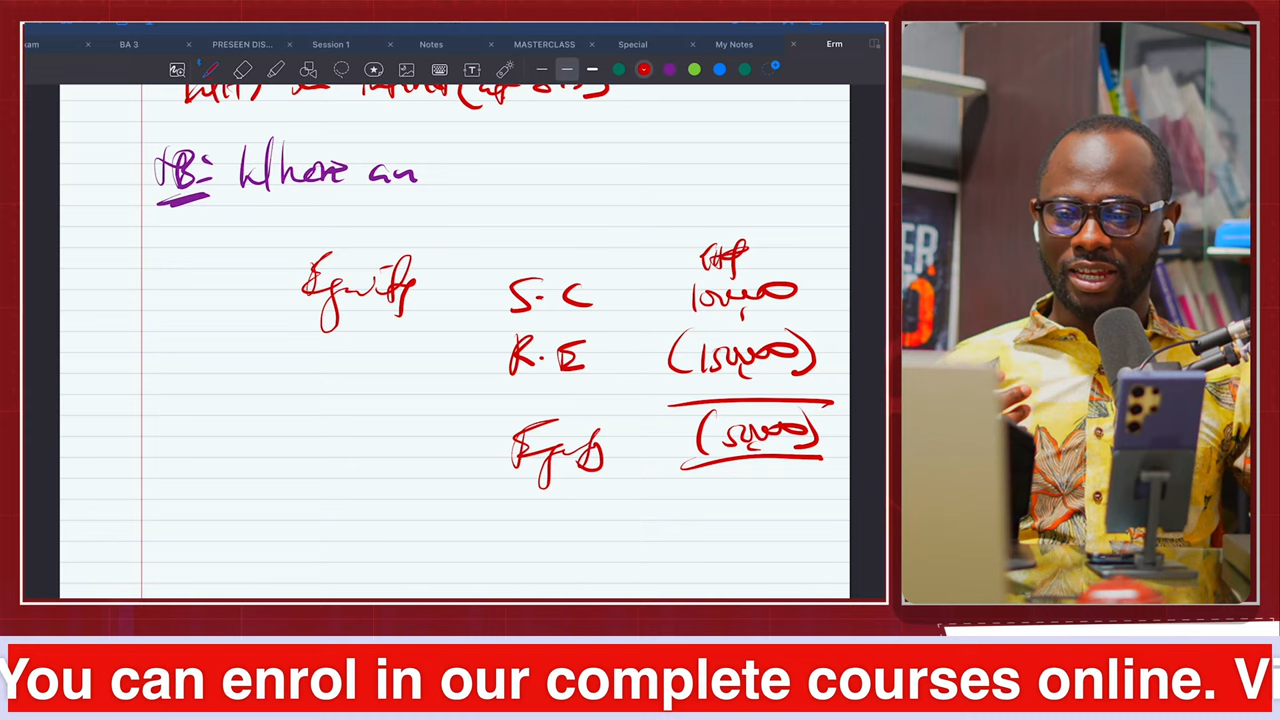 am BA 3 PRESEEN DIS... Session 1 Notes MASTERCLASS Special My Notes Erm
NB: Where an
Equity S.C 10,000
R.E (15,000)
Equity (5,000)
You can enrol in our complete courses online. V